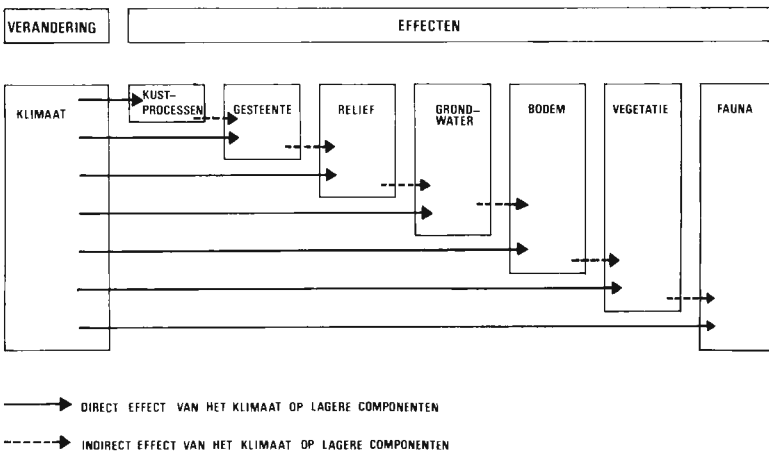 VERANDERING
EFFECTEN
KLIMAAT
KUST-
PROCESSEN
GESTEENTE
RELIEF
GROND-
WATER
BODEM
VEGETATIE
FAUNA
DIRECT EFFECT VAN HET KLIMAAT OP LAGERE COMPONENTEN
INDIRECT EFFECT VAN HET KLIMAAT OP LAGERE COMPONENTEN